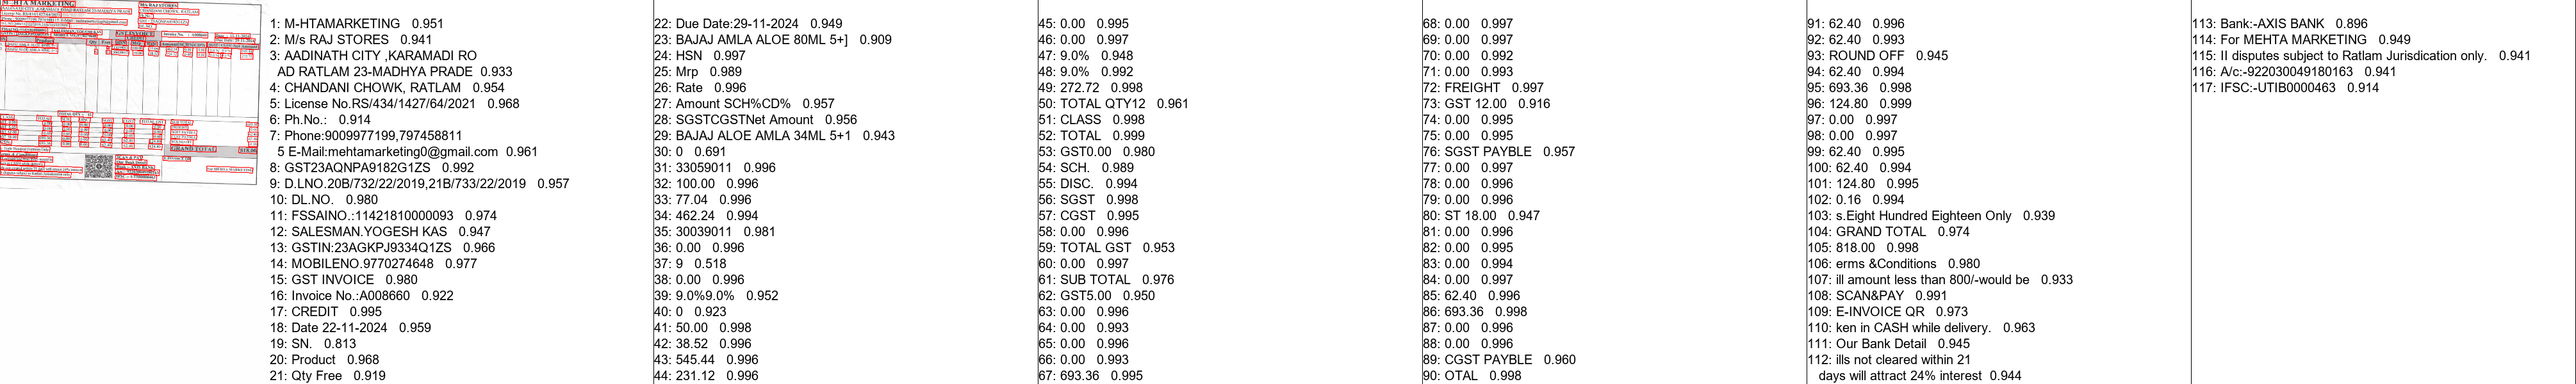 1: M-HTAMARKETING 0.951
2: M/s RAJ STORES 0.941
3: AADINATH CITY ,KARAMADI RO
AD RATLAM 23-MADHYA PRADE 0.933
4: CHANDANI CHOWK, RATLAM 0.954
5: License No.RS/434/1427/64/2021 0.968
6: Ph.No.: 0.914
7: Phone:9009977199,797458811
5 E-Mail:mehtamarketing0@gmail.com 0.961
8: GST23AQNPA9182G1ZS 0.992
9: D.LNO.20B/732/22/2019,21B/733/22/2019 0.957
10: DL.NO. 0.980
11: FSSAINO.:11421810000093 0.974
12: SALESMAN.YOGESH KAS 0.947
13: GSTIN:23AGKPJ9334Q1ZS 0.966
14: MOBILENO.9770274648 0.977
15: GST INVOICE 0.980
16: Invoice No.:A008660 0.922
17: CREDIT 0.995
18: Date 22-11-2024 0.959
19: SN. 0.813
20: Product 0.968
21: Qty Free 0.919
22: Due Date:29-11-2024 0.949
23: BAJAJ AMLA ALOE 80ML 5+] 0.909
24: HSN 0.997
25: Mrp 0.989
26: Rate 0.996
27: Amount SCH%CD% 0.957
28: SGSTCGSTNet Amount 0.956
29: BAJAJ ALOE AMLA 34ML 5+1 0.943
30: 0 0.691
31: 33059011 0.996
32: 100.00 0.996
33: 77.04 0.996
34: 462.24 0.994
35: 30039011 0.981
36: 0.00 0.996
37: 9 0.518
38: 0.00 0.996
39: 9.0%9.0% 0.952
40: 0 0.923
41: 50.00 0.998
42: 38.52 0.996
43: 545.44 0.996
44: 231.12 0.996
45: 0.00 0.995
46: 0.00 0.997
47: 9.0% 0.948
48: 9.0% 0.992
49: 272.72 0.998
50: TOTAL QTY12 0.961
51: CLASS 0.998
52: TOTAL 0.999
53: GST0.00 0.980
54: SCH. 0.989
55: DISC. 0.994
56: SGST 0.998
57: CGST 0.995
58: 0.00 0.996
59: TOTAL GST 0.953
60: 0.00 0.997
61: SUB TOTAL 0.976
62: GST5.00 0.950
63: 0.00 0.996
64: 0.00 0.993
65: 0.00 0.996
66: 0.00 0.993
67: 693.36 0.995
68: 0.00 0.997
69: 0.00 0.997
70: 0.00 0.992
71: 0.00 0.993
72: FREIGHT 0.997
73: GST 12.00 0.916
74: 0.00 0.995
75: 0.00 0.995
76: SGST PAYBLE 0.957
77: 0.00 0.997
78: 0.00 0.996
79: 0.00 0.996
80: ST 18.00 0.947
81: 0.00 0.996
82: 0.00 0.995
83: 0.00 0.994
84: 0.00 0.997
85: 62.40 0.996
86: 693.36 0.998
87: 0.00 0.996
88: 0.00 0.996
89: CGST PAYBLE 0.960
90: OTAL 0.998
91: 62.40 0.996
92: 62.40 0.993
93: ROUND OFF 0.945
94: 62.40 0.994
95: 693.36 0.998
96: 124.80 0.999
97: 0.00 0.997
98: 0.00 0.997
99: 62.40 0.995
100: 62.40 0.994
101: 124.80 0.995
102: 0.16 0.994
103: s.Eight Hundred Eighteen Only 0.939
104: GRAND TOTAL 0.974
105: 818.00 0.998
106: erms &Conditions 0.980
107: ill amount less than 800/-would be 0.933
108: SCAN&PAY 0.991
109: E-INVOICE QR 0.973
110: ken in CASH while delivery. 0.963
111: Our Bank Detail 0.945
112: ills not cleared within 21
days will attract 24% interest 0.944
113: Bank:-AXIS BANK 0.896
114: For MEHTA MARKETING 0.949
115: II disputes subject to Ratlam Jurisdication only. 0.941
116: A/c:-922030049180163 0.941
117: IFSC:-UTIB0000463 0.914